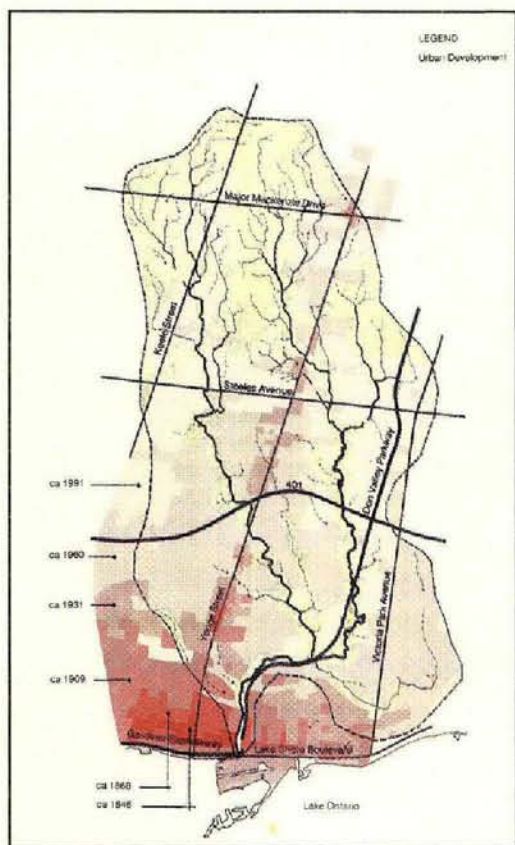 LEGEND
Urban Development
Major Mackenzie Drive
Keele Street
Steeles Avenue
Don Valley Parkway
ca 1991
401
ca 1960
ca 1931
Yonge Street
Victoria Park Avenue
ca 1909
Gardiner Expressway
Lake Shore Boulevard
ca 1868
ca 1846
Lake Ontario